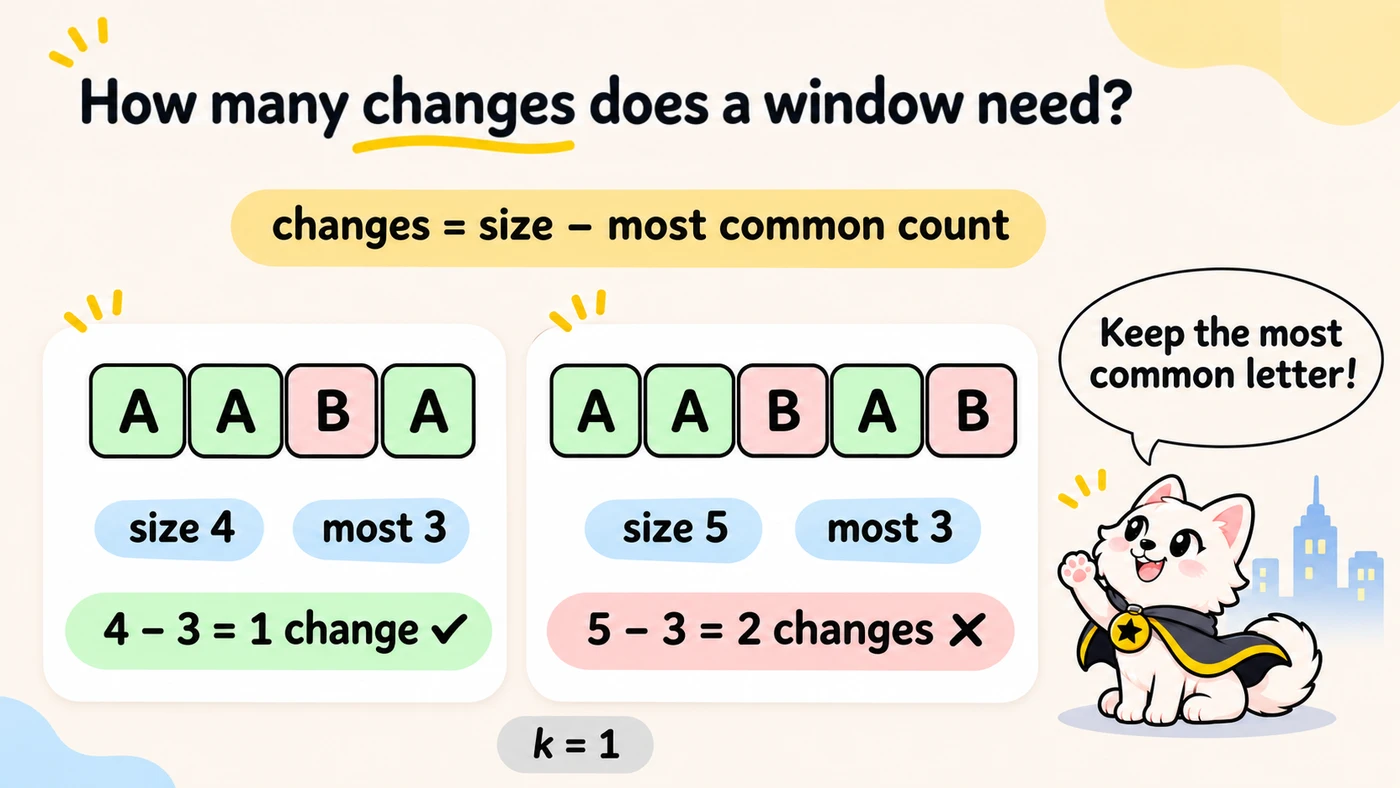 How many changes does a window need?
changes = size – most common count
A A B A
size 4 most 3
4 – 3 = 1 change ✔
A A B A B
size 5 most 3
5 – 3 = 2 changes ✕
Keep the most
common letter!
k = 1